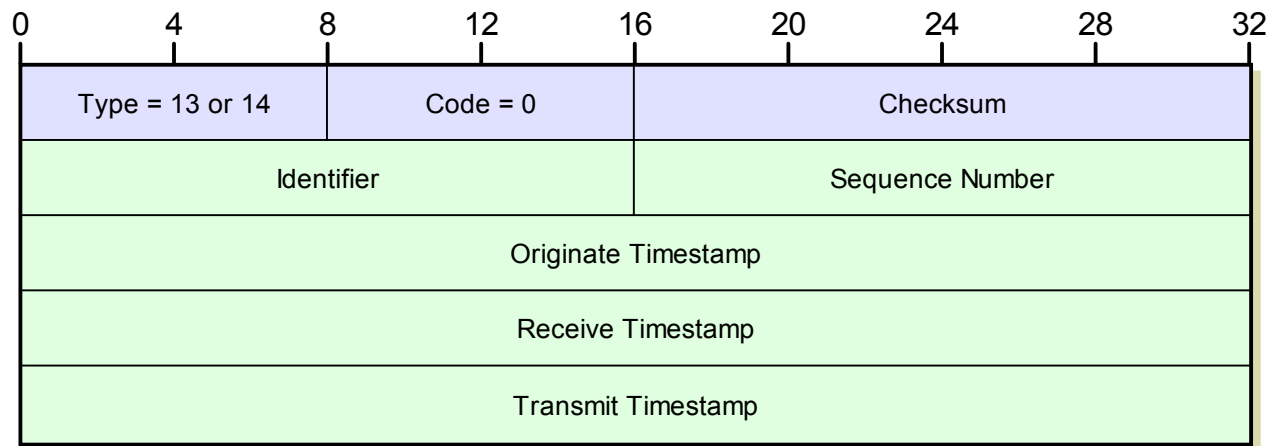 0 4 8 12 16 20 24 28 32
Type = 13 or 14 Code = 0 Checksum
Identifier Sequence Number
Originate Timestamp
Receive Timestamp
Transmit Timestamp